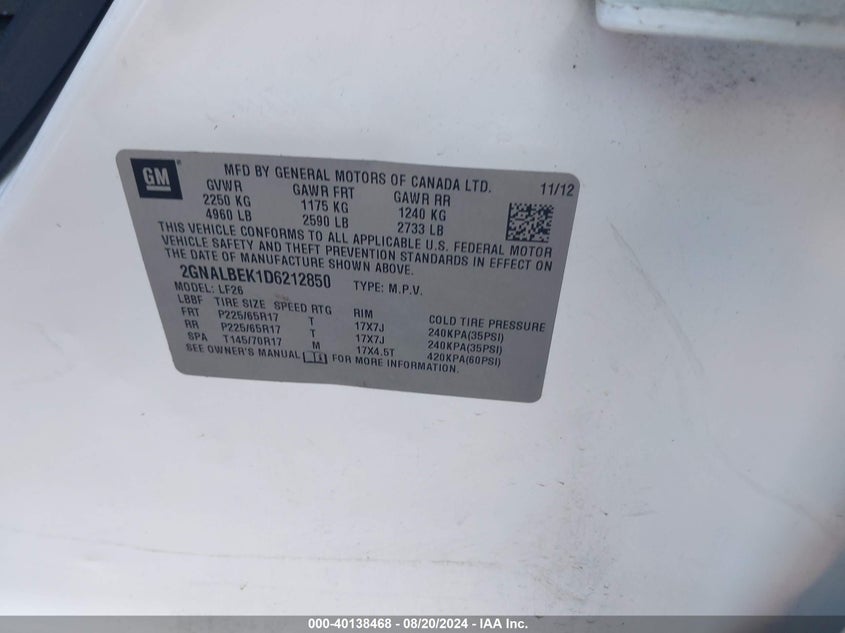 GM
MFD BY GENERAL MOTORS OF CANADA LTD. 11/12
GVWR GAWR FRT GAWR RR
2250 KG 1175 KG 1240 KG
4960 LB 2590 LB 2733 LB
THIS VEHICLE CONFORMS TO ALL APPLICABLE U.S. FEDERAL MOTOR
VEHICLE SAFETY AND THEFT PREVENTION STANDARDS IN EFFECT ON
THE DATE OF MANUFACTURE SHOWN ABOVE.
2GNALBEK1D6212850 TYPE: M.P.V.
MODEL: LF26
LBBF TIRE SIZE SPEED RTG RIM COLD TIRE PRESSURE
FRT P225/65R17 T 17X7J 240KPA(35PSI)
RR P225/65R17 T 17X7J 240KPA(35PSI)
SPA T145/70R17 M 17X4.5T 420KPA(60PSI)
SEE OWNER'S MANUAL FOR MORE INFORMATION.
000-40138468 - 08/20/2024 - IAA Inc.